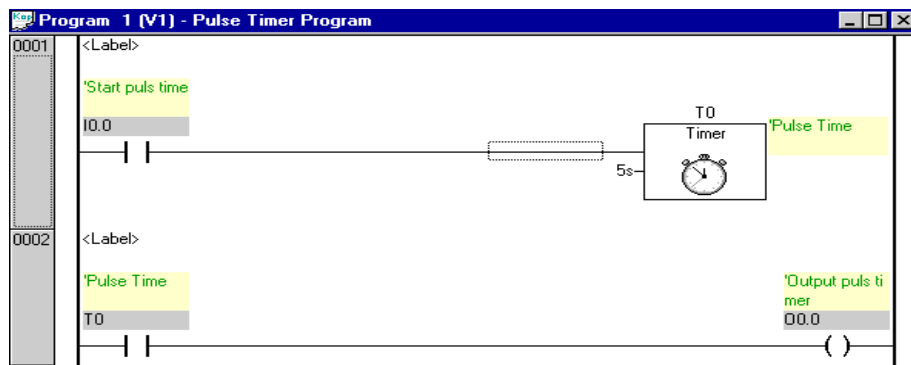 Kop Program 1 (V1) - Pulse Timer Program
0001
<Label>
'Start puls time
I0.0
T0
Timer
'Pulse Time
5s
0002
<Label>
'Pulse Time
T0
'Output puls ti
mer
O0.0